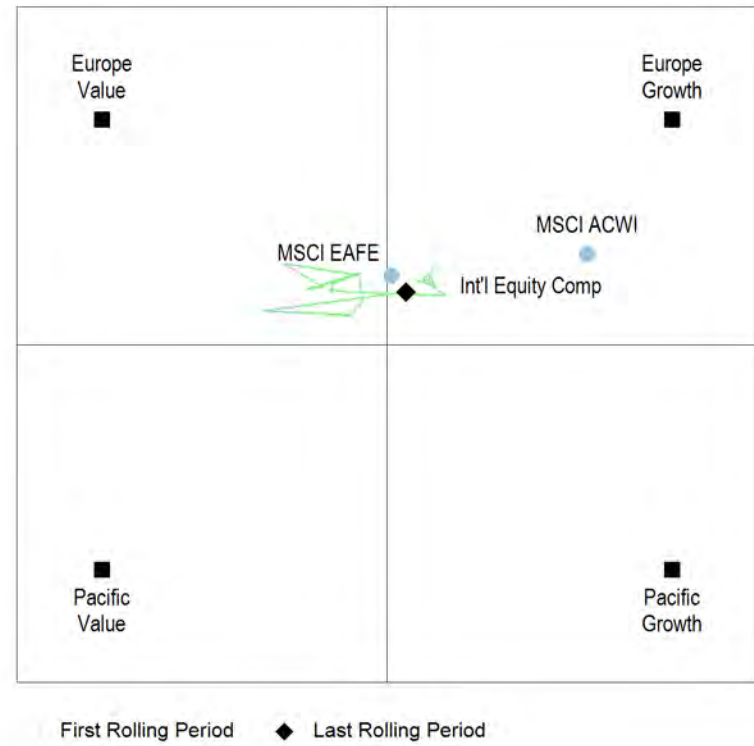 Europe
Value
Europe
Growth
MSCI ACWI
MSCI EAFE
Int'l Equity Comp
Pacific
Value
Pacific
Growth
First Rolling Period
Last Rolling Period